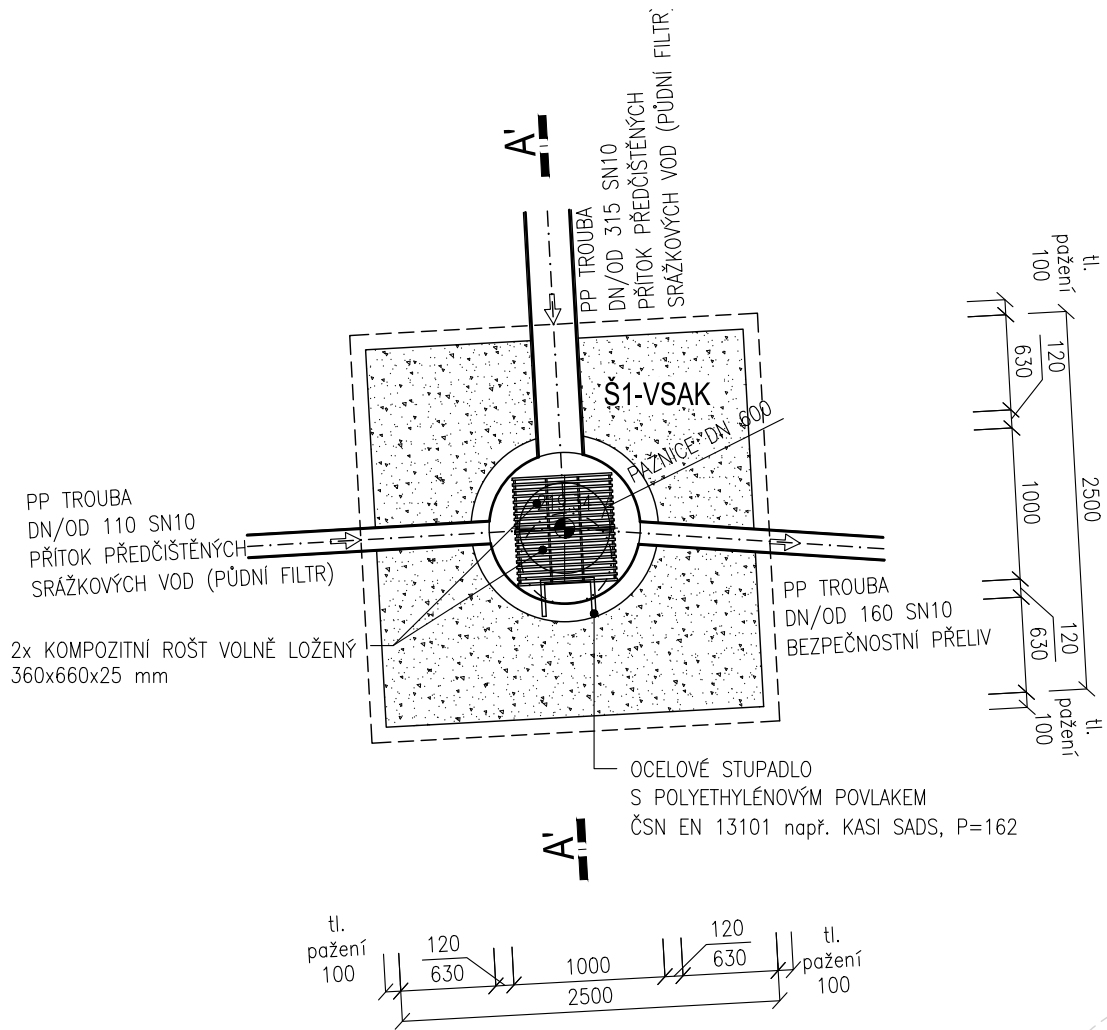 A'
PP TROUBA
DN/OD 315 SN10
PŘÍTOK PŘEDČIŠTĚNÝCH
SRÁŽKOVÝCH VOD (PŮDNÍ FILTR)
Š1-VSAK
PAŽNICE DN 600
PP TROUBA
DN/OD 110 SN10
PŘÍTOK PŘEDČIŠTĚNÝCH
SRÁŽKOVÝCH VOD (PŮDNÍ FILTR)
2x KOMPOZITNÍ ROŠT VOLNĚ LOŽENÝ
360x660x25 mm
PP TROUBA
DN/OD 160 SN10
BEZPEČNOSTNÍ PŘELIV
OCELOVÉ STUPADLO
S POLYETHYLÉNOVÝM POVLAKEM
ČSN EN 13101 např. KASI SADS, P=162
A'
tl.
pažení
100
120
630
1000
2500
120
630
tl.
pažení
100
tl.
pažení
100
120
630
1000
120
630
2500
tl.
pažení
100